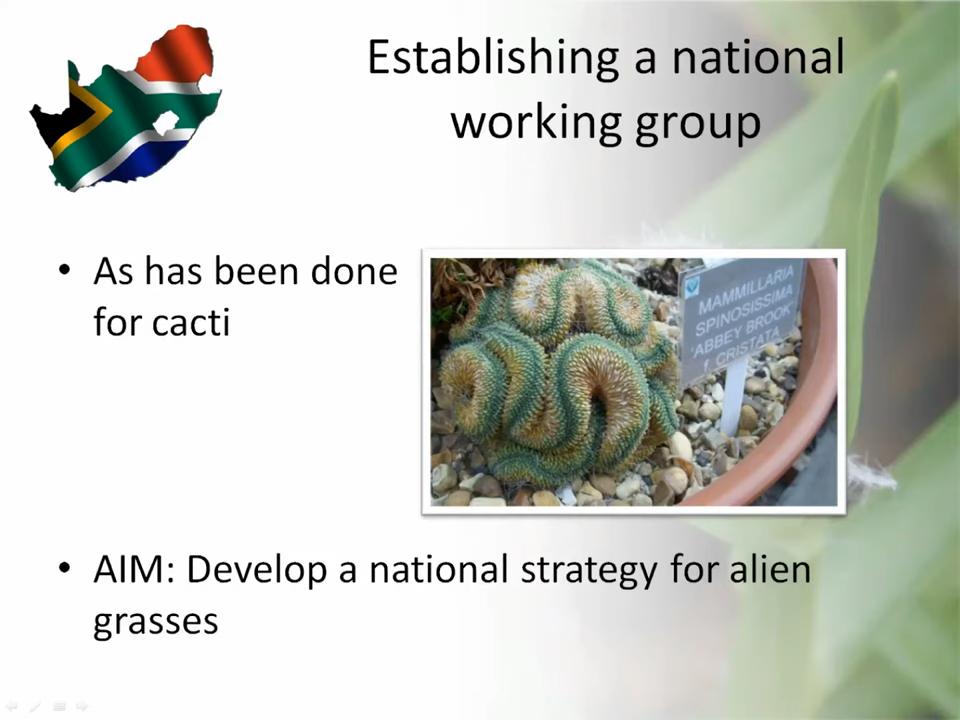 Establishing a national
working group
• As has been done
for cacti
MAMMILLARIA
SPINOSISSIMA
'ABBEY BROOK'
f. CRISTATA
• AIM: Develop a national strategy for alien
grasses